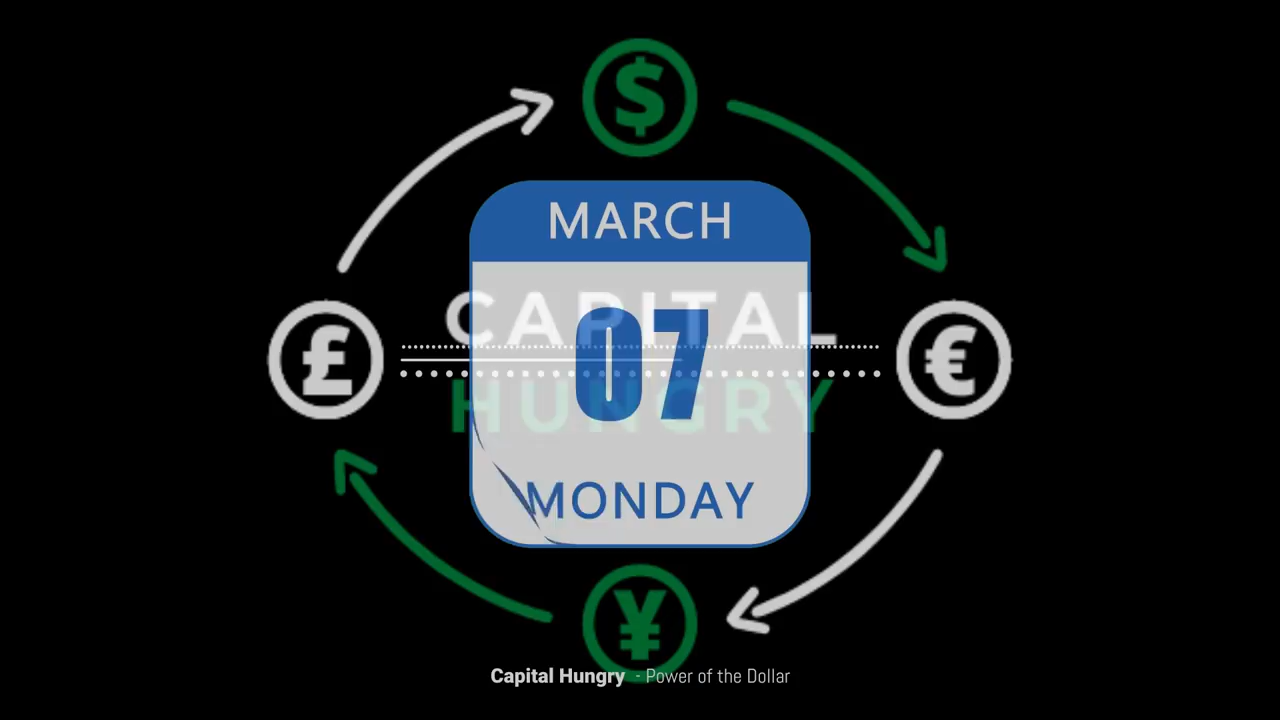 $
MARCH
CAPITAL
07
£
€
HUNGRY
MONDAY
¥
Capital Hungry - Power of the Dollar